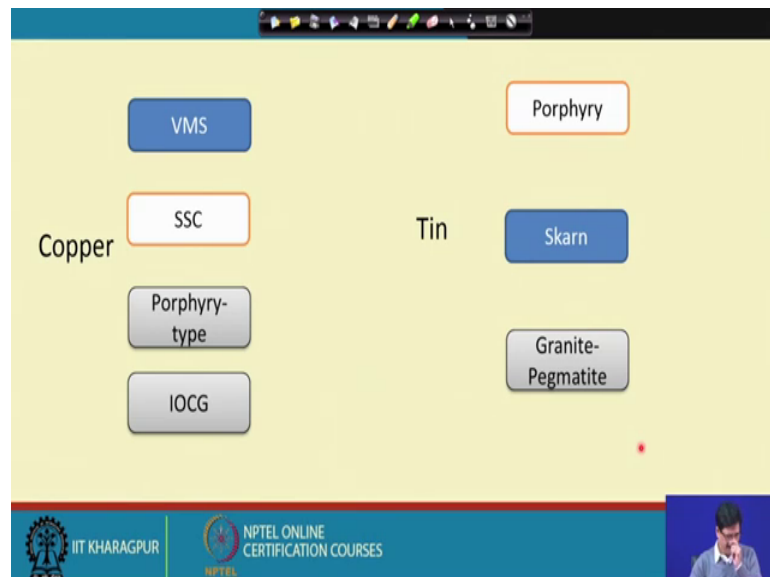 Copper
VMS
SSC
Porphyry-
type
IOCG
Tin
Porphyry
Skarn
Granite-
Pegmatite
IIT KHARAGPUR
NPTEL
NPTEL ONLINE
CERTIFICATION COURSES